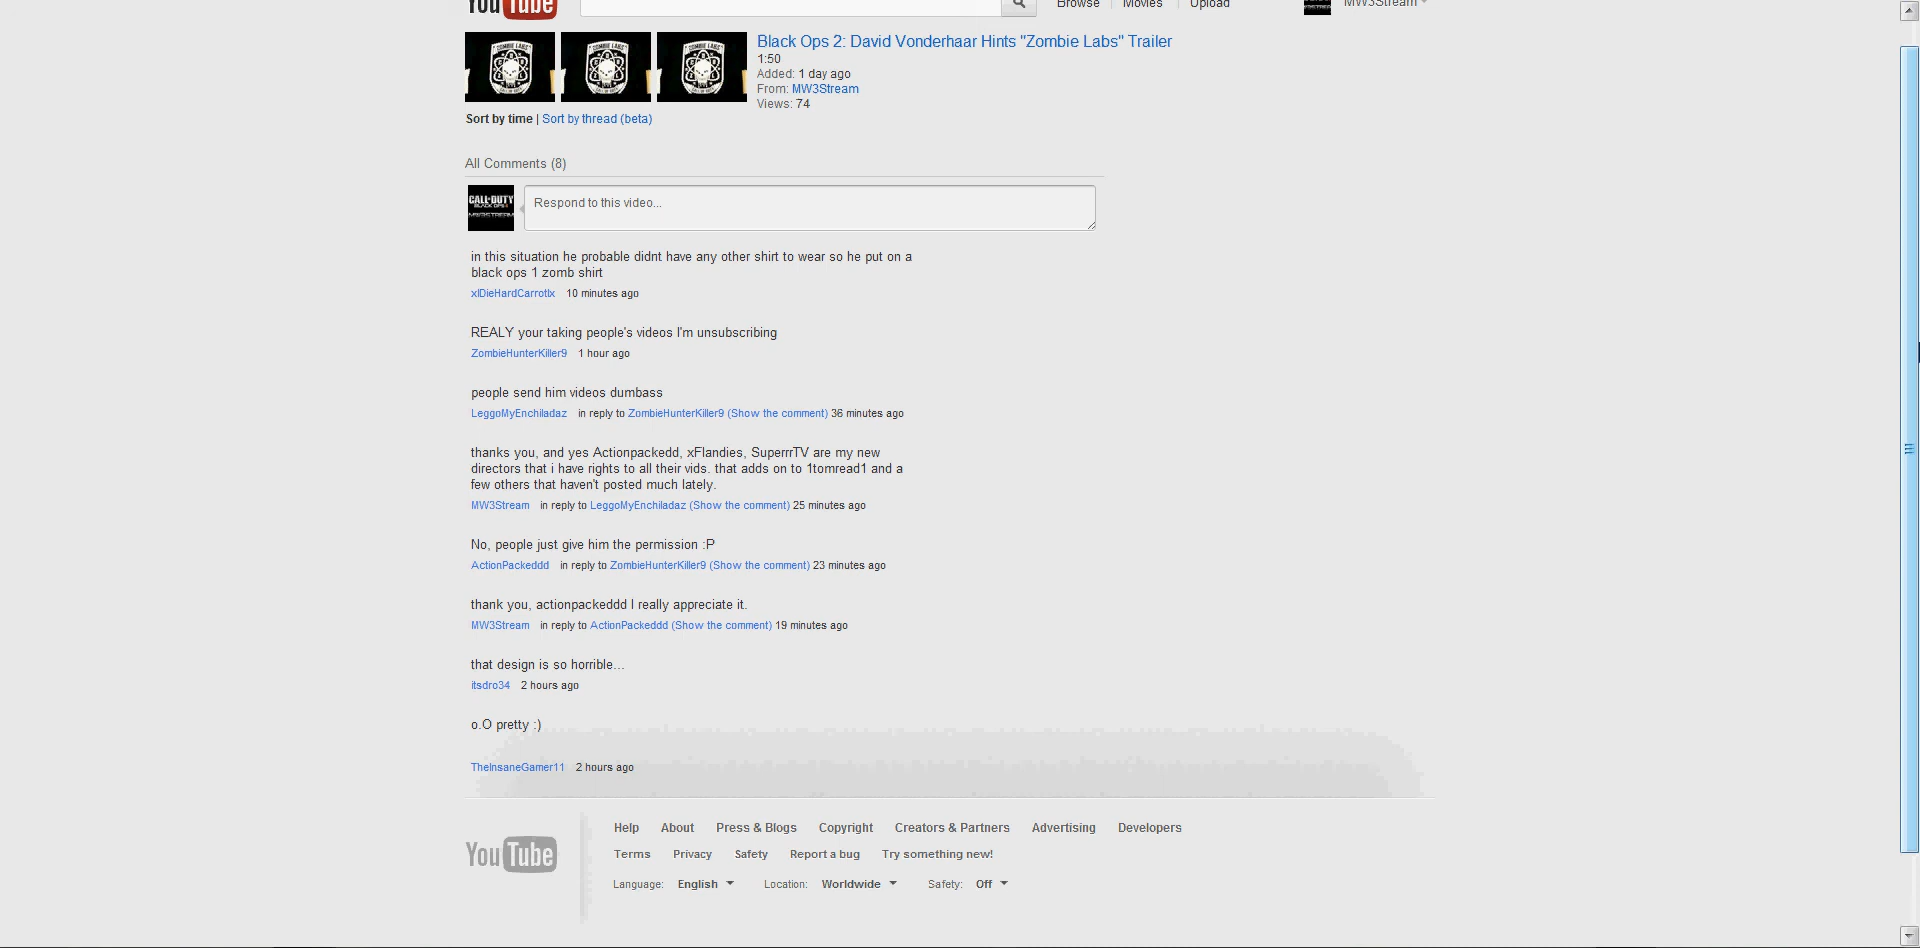 YouTube
Browse
Movies
Upload
MW3Stream
Black Ops 2: David Vonderhaar Hints "Zombie Labs" Trailer
1:50
Added: 1 day ago
From: MW3Stream
Views: 74
Sort by time | Sort by thread (beta)
All Comments (8)
Respond to this video...
in this situation he probable didnt have any other shirt to wear so he put on a
black ops 1 zomb shirt
xlDieHardCarrotlx 10 minutes ago
REALY your taking people's videos I'm unsubscribing
ZombieHunterKiller9 1 hour ago
people send him videos dumbass
LeggoMyEnchiladaz in reply to ZombieHunterKiller9 (Show the comment) 36 minutes ago
thanks you, and yes Actionpackedd, xFlandies, SuperrrTV are my new
directors that i have rights to all their vids. that adds on to 1tomread1 and a
few others that haven't posted much lately.
MW3Stream in reply to LeggoMyEnchiladaz (Show the comment) 25 minutes ago
No, people just give him the permission :P
ActionPackeddd in reply to ZombieHunterKiller9 (Show the comment) 23 minutes ago
thank you, actionpackeddd I really appreciate it.
MW3Stream in reply to ActionPackeddd (Show the comment) 19 minutes ago
that design is so horrible...
itsdro34 2 hours ago
o.O pretty :)
TheInsaneGamer11 2 hours ago
YouTube
Help About Press & Blogs Copyright Creators & Partners Advertising Developers
Terms Privacy Safety Report a bug Try something new!
Language: English Location: Worldwide Safety: Off